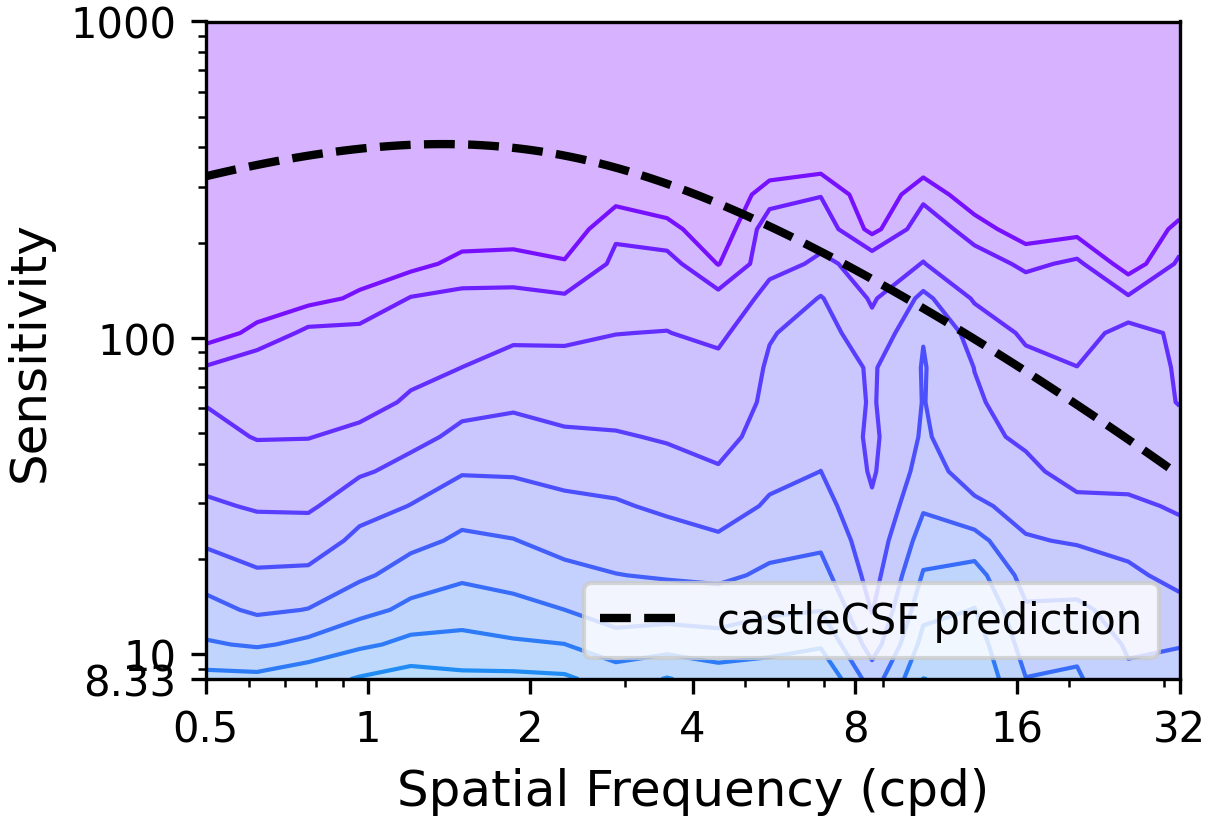 1000
100
10
8.33
Sensitivity
castleCSF prediction
0.5 1 2 4 8 16 32
Spatial Frequency (cpd)